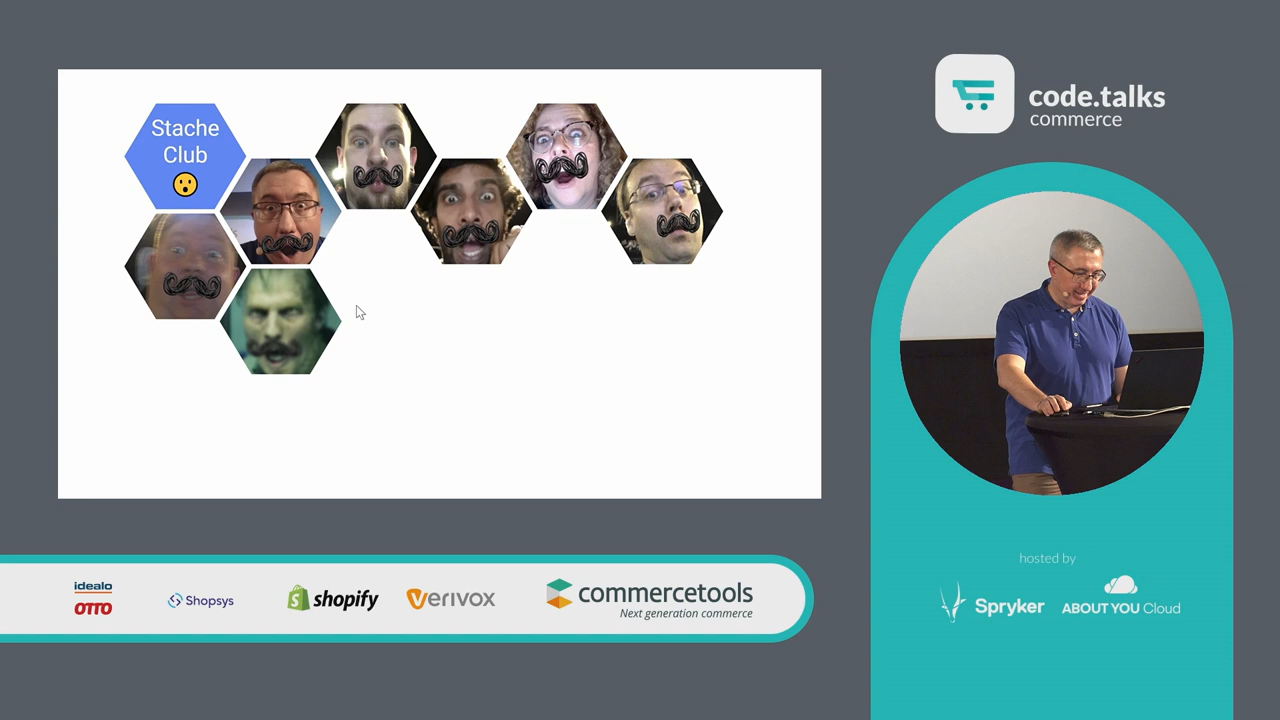 Stache
Club
code.talks
commerce
hosted by
Spryker
ABOUT YOU Cloud
idealo
OTTO
Shopsys
shopify
Verivox
commercetools
Next generation commerce